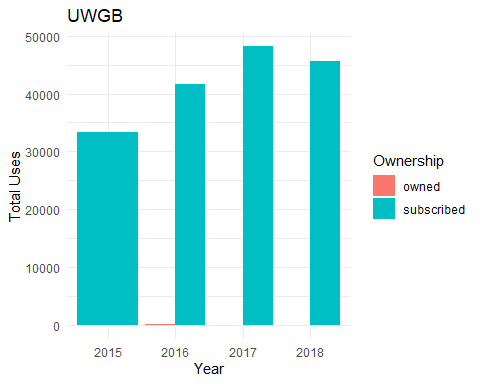 UWGB
50000
40000
30000
20000
10000
0
Total Uses
2015 2016 2017 2018
Year
Ownership
owned
subscribed